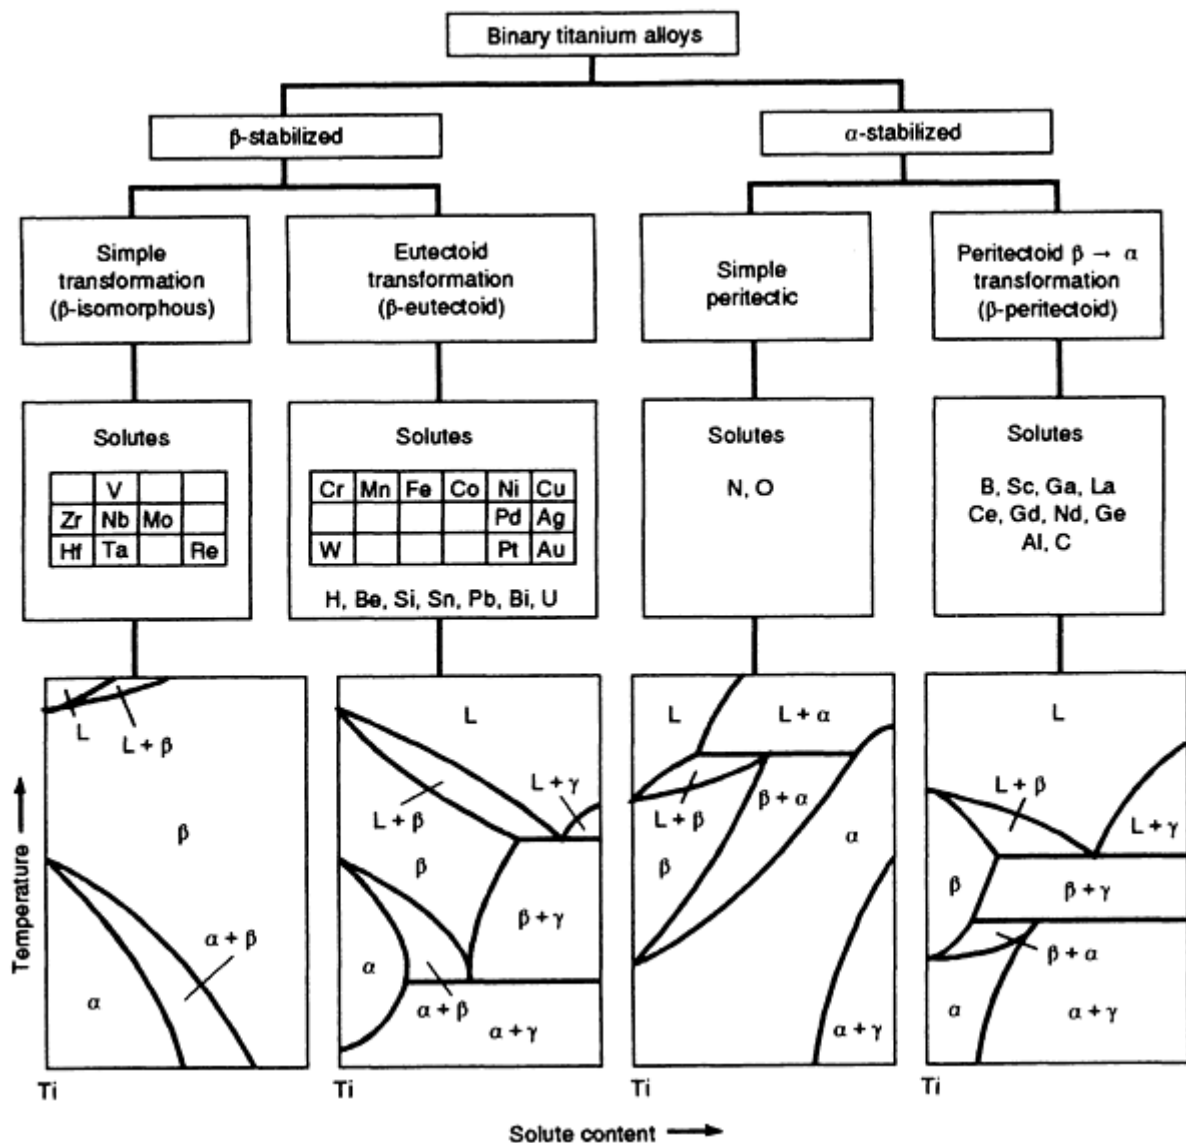 Binary titanium alloys
β-stabilized
α-stabilized
Simple
transformation
(β-isomorphous)
Eutectoid
transformation
(β-eutectoid)
Simple
peritectic
Peritectoid β → α
transformation
(β-peritectoid)
Solutes
V
Zr Nb Mo
Hf Ta Re
Solutes
Cr Mn Fe Co Ni Cu
Pd Ag
W Pt Au
H, Be, Si, Sn, Pb, Bi, U
Solutes
N, O
Solutes
B, Sc, Ga, La
Ce, Gd, Nd, Ge
Al, C
Temperature
L
L + β
β
α + β
α
Ti
L
L + γ
L + β
β
β + γ
α
α + β
α + γ
Ti
L
L + α
L + β
β + α
β
α
α + γ
Ti
L
L + β
L + γ
β
β + γ
β + α
α
α + γ
Ti
Solute content